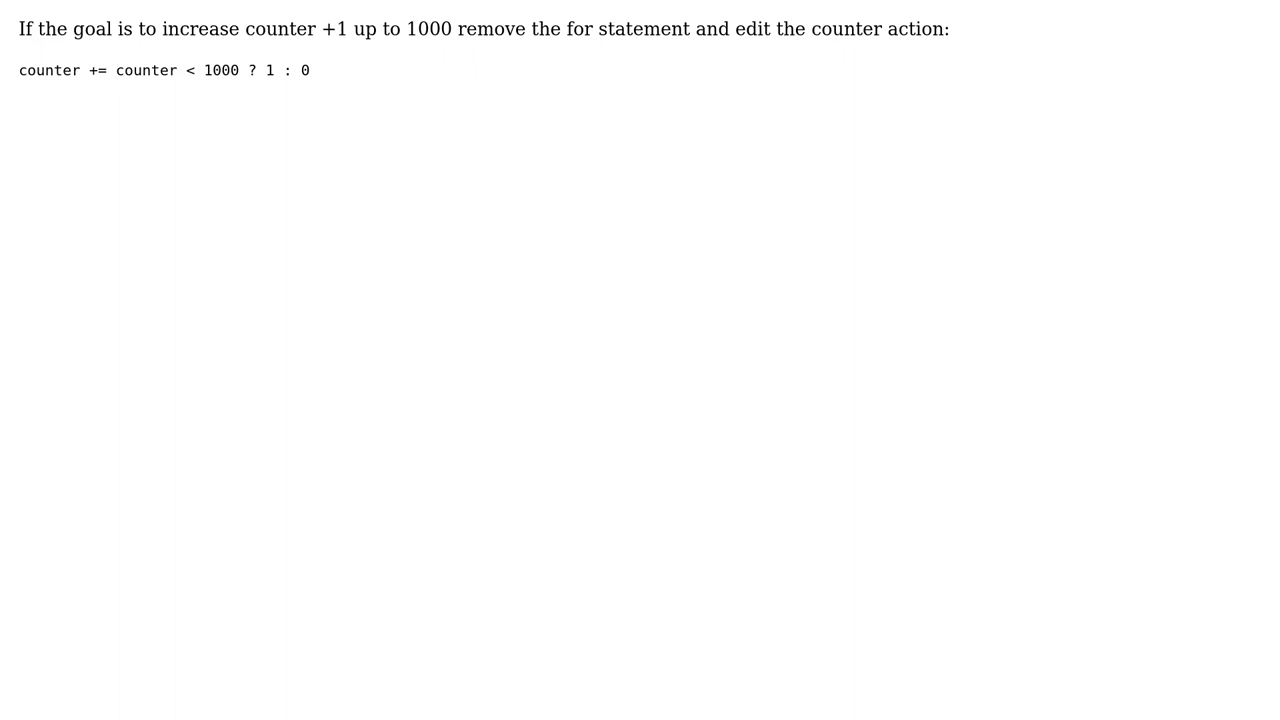 If the goal is to increase counter +1 up to 1000 remove the for statement and edit the counter action:
counter += counter < 1000 ? 1 : 0